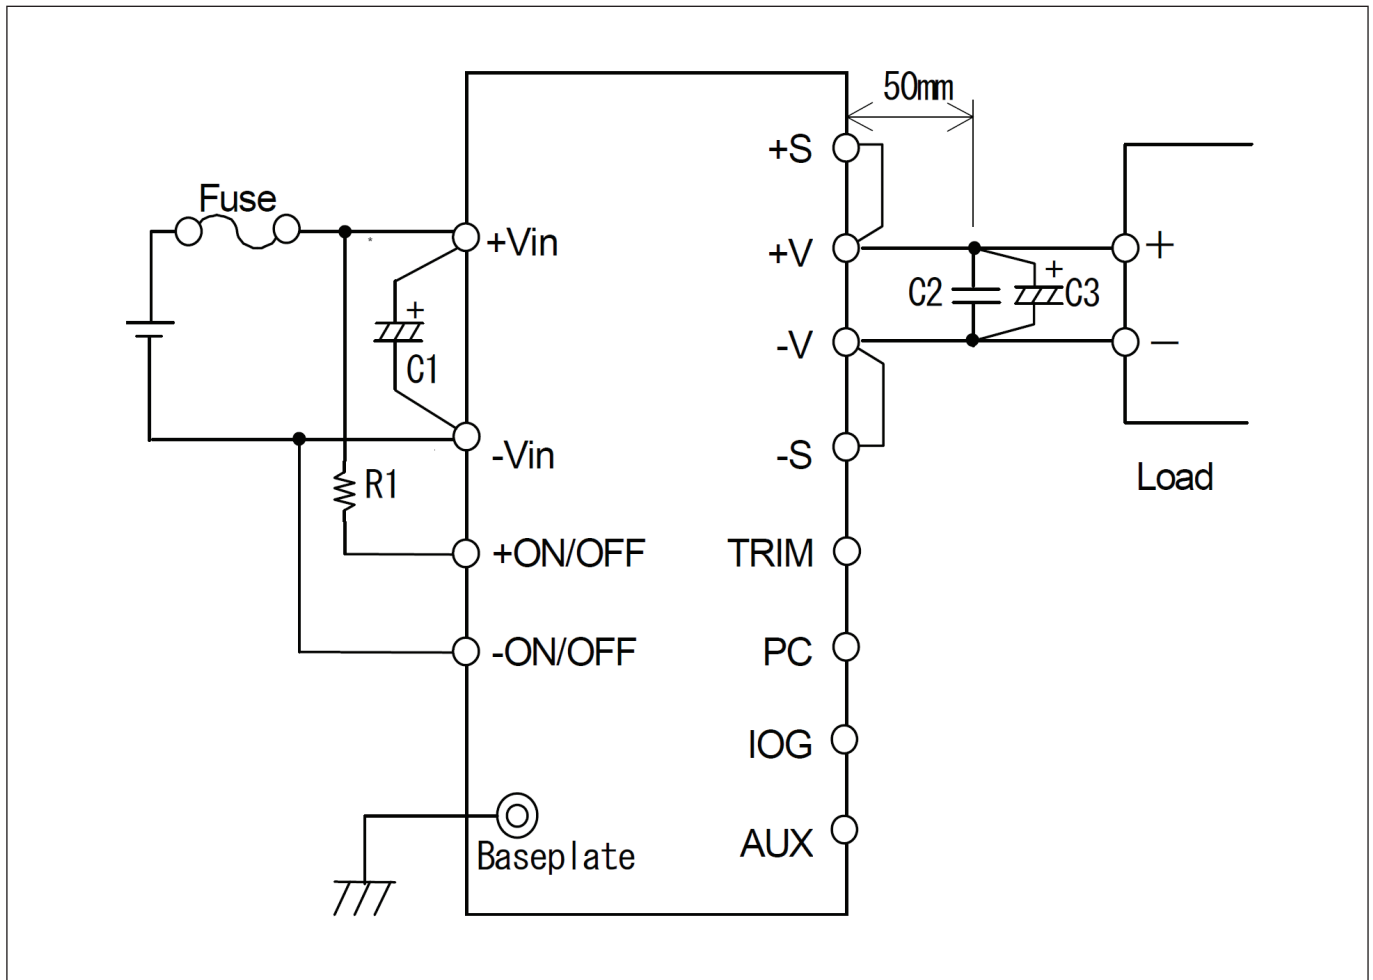 50mm
+S
Fuse
+Vin
+V
+
C2
+
C3
+
C1
-V
−
-Vin
-S
R1
Load
+ON/OFF
TRIM
-ON/OFF
PC
IOG
AUX
Baseplate